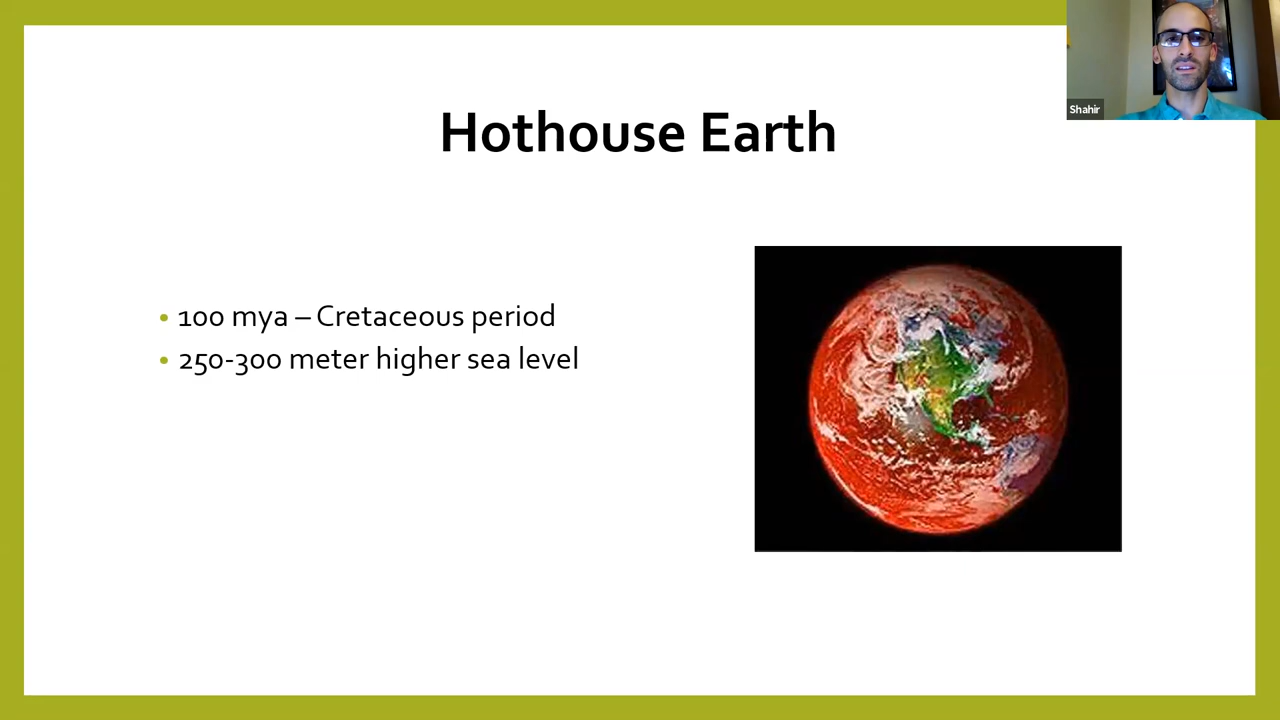 Shahir
Hothouse Earth
• 100 mya – Cretaceous period
• 250-300 meter higher sea level